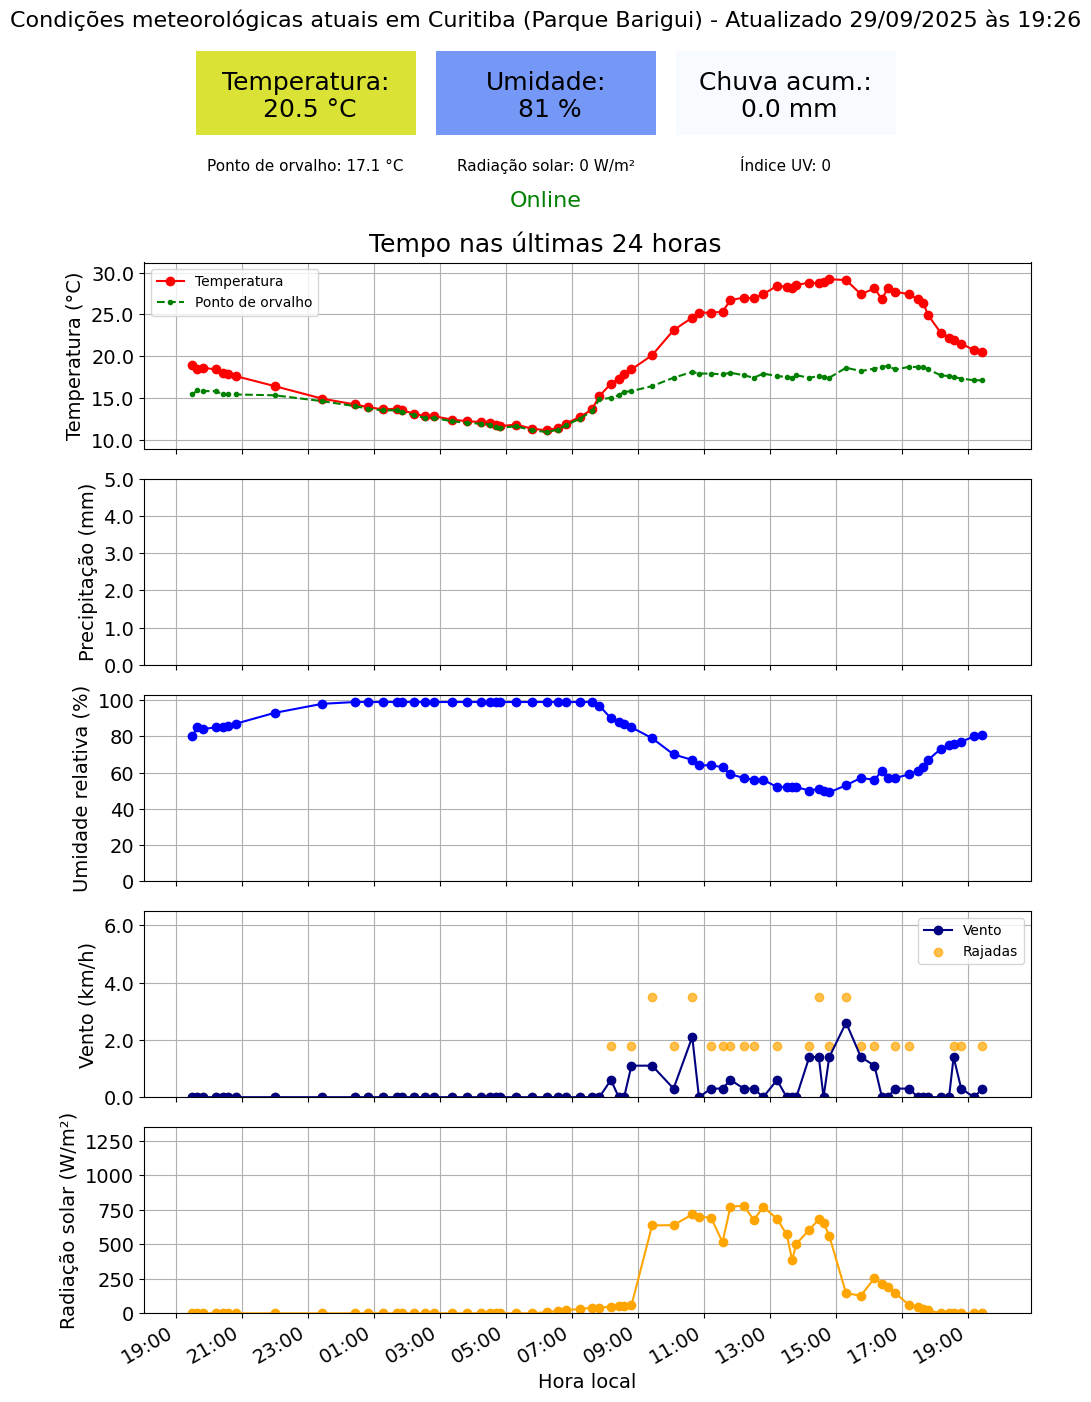 Condições meteorológicas atuais em Curitiba (Parque Barigui) - Atualizado 29/09/2025 às 19:26
Temperatura:
20.5 °C
Umidade:
81 %
Chuva acum.:
0.0 mm
Ponto de orvalho: 17.1 °C
Radiação solar: 0 W/m²
Índice UV: 0
Online
Tempo nas últimas 24 horas
Temperatura (°C)
30.0
25.0
20.0
15.0
10.0
Temperatura
Ponto de orvalho
Precipitação (mm)
5.0
4.0
3.0
2.0
1.0
0.0
Umidade relativa (%)
100
80
60
40
20
0
Vento (km/h)
6.0
4.0
2.0
0.0
Vento
Rajadas
Radiação solar (W/m²)
1250
1000
750
500
250
0
19:00
21:00
23:00
01:00
03:00
05:00
07:00
09:00
11:00
13:00
15:00
17:00
19:00
Hora local